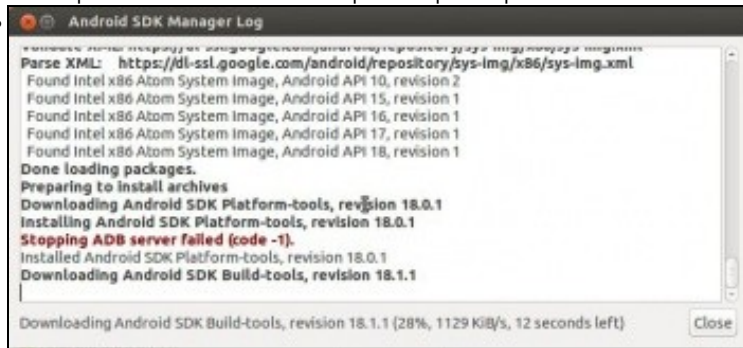 Android SDK Manager Log
Parse XML: https://dl-ssl.google.com/android/repository/sys-img/x86/sys-img.xml
Found Intel x86 Atom System Image, Android API 10, revision 2
Found Intel x86 Atom System Image, Android API 15, revision 1
Found Intel x86 Atom System Image, Android API 16, revision 1
Found Intel x86 Atom System Image, Android API 17, revision 1
Found Intel x86 Atom System Image, Android API 18, revision 1
Done loading packages.
Preparing to install archives
Downloading Android SDK Platform-tools, revision 18.0.1
Installing Android SDK Platform-tools, revision 18.0.1
Stopping ADB server failed (code -1).
Installed Android SDK Platform-tools, revision 18.0.1
Downloading Android SDK Build-tools, revision 18.1.1
Downloading Android SDK Build-tools, revision 18.1.1 (28%, 1129 KiB/s, 12 seconds left)
Close